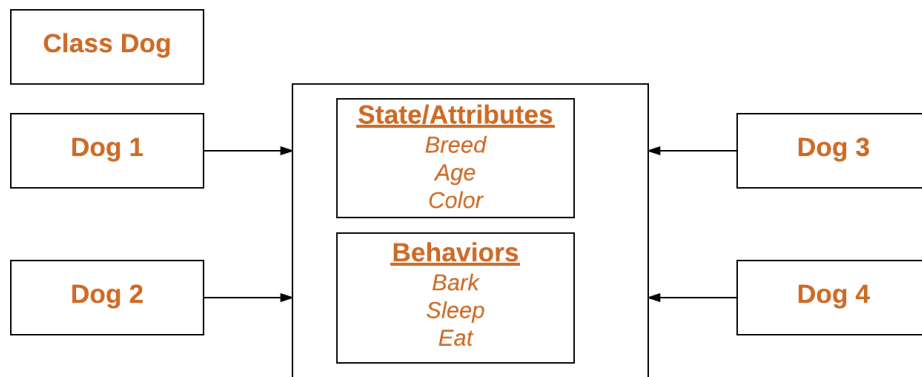 Class Dog
Dog 1
Dog 2
State/Attributes
Breed
Age
Color
Behaviors
Bark
Sleep
Eat
Dog 3
Dog 4